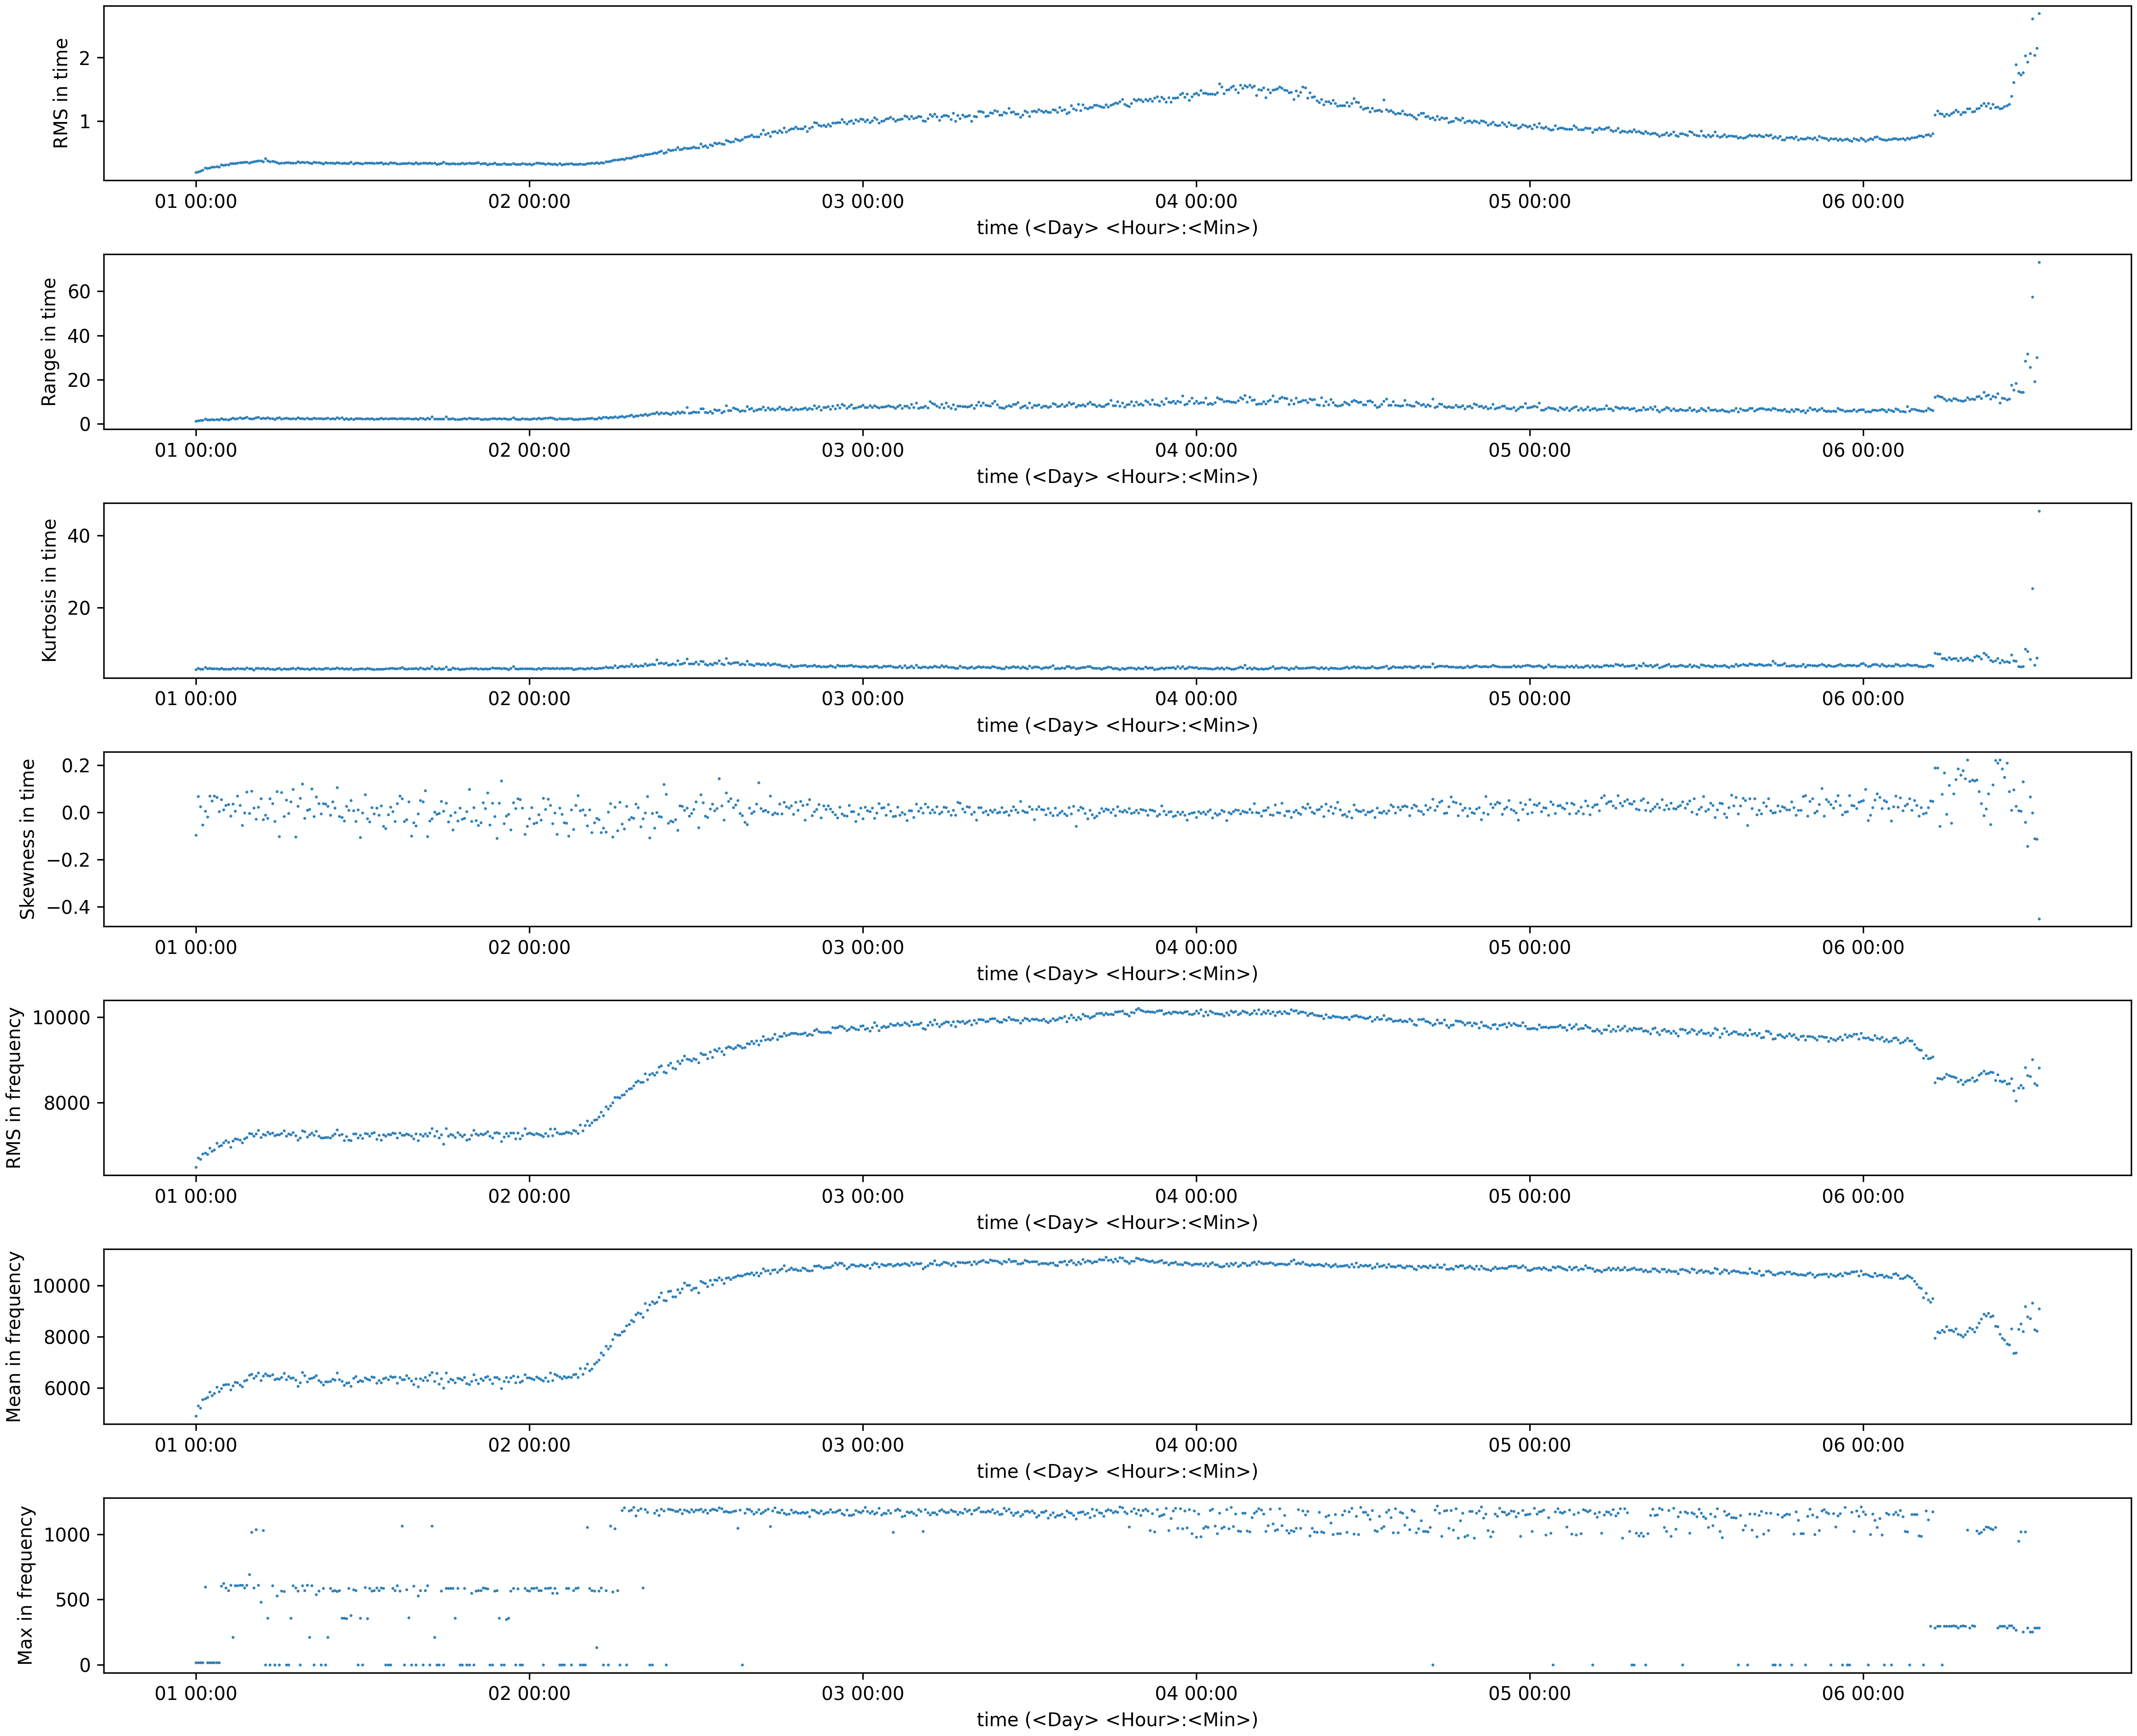 RMS in time
2
1
01 00:00 02 00:00 03 00:00 04 00:00 05 00:00 06 00:00
time (<Day> <Hour>:<Min>)
Range in time
60
40
20
0
01 00:00 02 00:00 03 00:00 04 00:00 05 00:00 06 00:00
time (<Day> <Hour>:<Min>)
Kurtosis in time
40
20
01 00:00 02 00:00 03 00:00 04 00:00 05 00:00 06 00:00
time (<Day> <Hour>:<Min>)
Skewness in time
0.2
0.0
−0.2
−0.4
01 00:00 02 00:00 03 00:00 04 00:00 05 00:00 06 00:00
time (<Day> <Hour>:<Min>)
RMS in frequency
10000
8000
01 00:00 02 00:00 03 00:00 04 00:00 05 00:00 06 00:00
time (<Day> <Hour>:<Min>)
Mean in frequency
10000
8000
6000
01 00:00 02 00:00 03 00:00 04 00:00 05 00:00 06 00:00
time (<Day> <Hour>:<Min>)
Max in frequency
1000
500
0
01 00:00 02 00:00 03 00:00 04 00:00 05 00:00 06 00:00
time (<Day> <Hour>:<Min>)